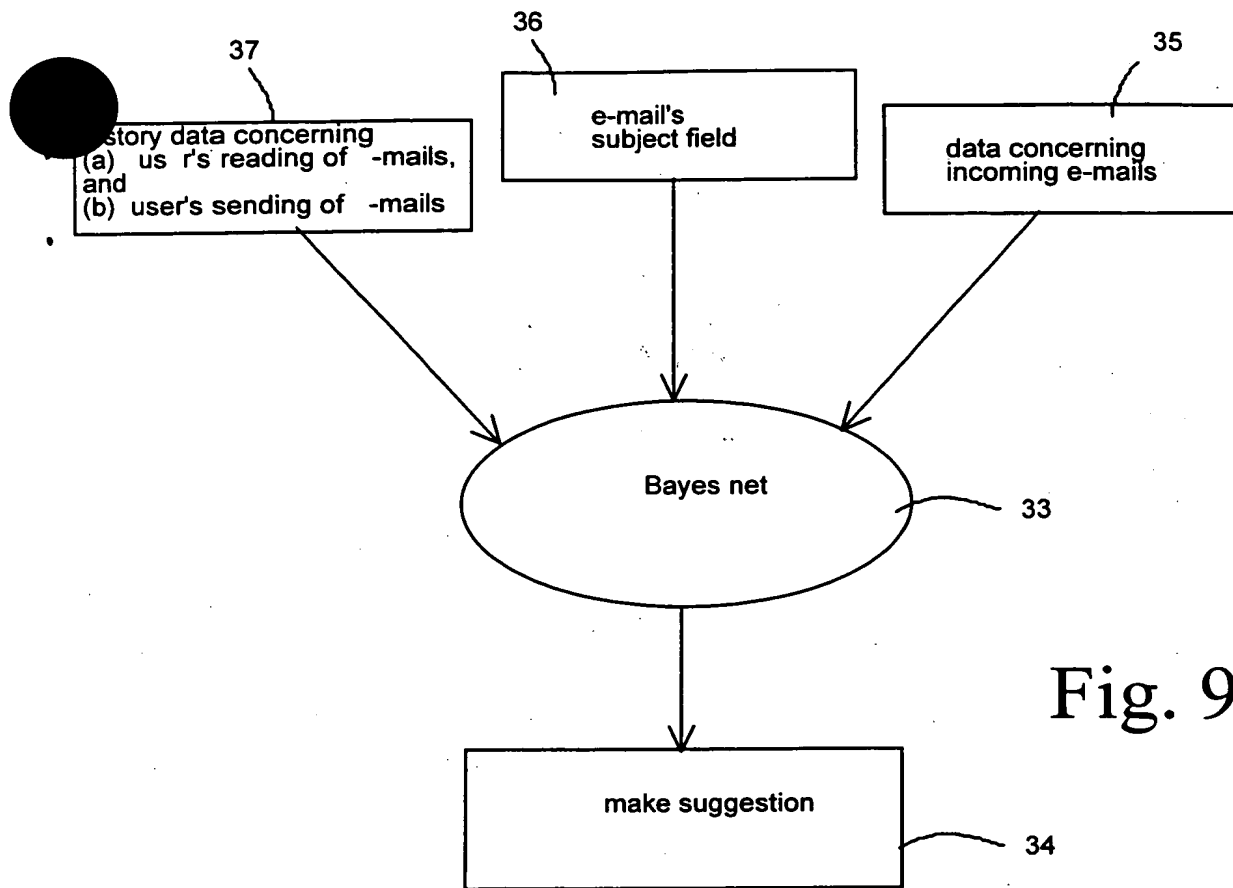 37
36
35
story data concerning
(a) us r's reading of -mails,
and
(b) user's sending of -mails
e-mail's
subject field
data concerning
incoming e-mails
Bayes net
33
Fig. 9
make suggestion
34